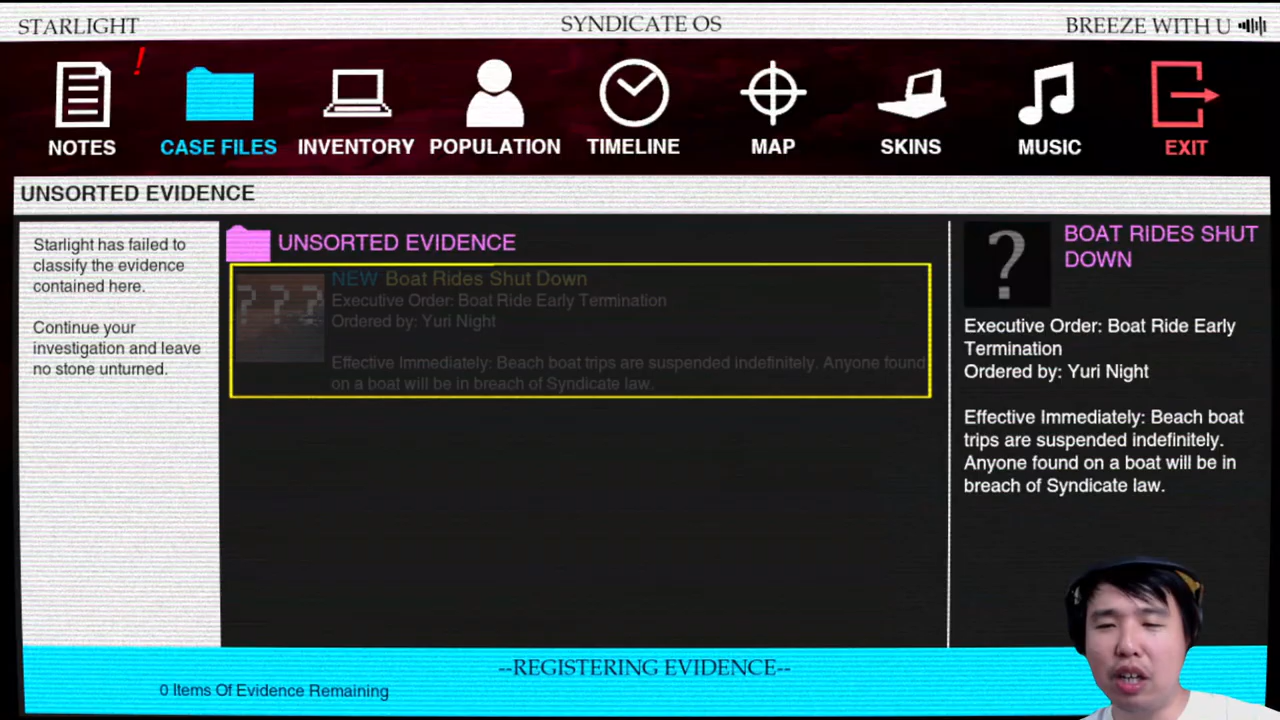 STARLIGHT
SYNDICATE OS
BREEZE WITH U
!
NOTES
CASE FILES
INVENTORY
POPULATION
TIMELINE
MAP
SKINS
MUSIC
EXIT
UNSORTED EVIDENCE
Starlight has failed to
classify the evidence
contained here.
Continue your
investigation and leave
no stone unturned.
UNSORTED EVIDENCE
? ? ?
NEW Boat Rides Shut Down
Executive Order: Boat Ride Early Termination
Ordered by: Yuri Night
Effective Immediately: Beach boat trips are suspended indefinitely. Anyone found
on a boat will be in breach of Syndicate law.
?
BOAT RIDES SHUT
DOWN
Executive Order: Boat Ride Early
Termination
Ordered by: Yuri Night
Effective Immediately: Beach boat
trips are suspended indefinitely.
Anyone found on a boat will be in
breach of Syndicate law.
--REGISTERING EVIDENCE--
0 Items Of Evidence Remaining